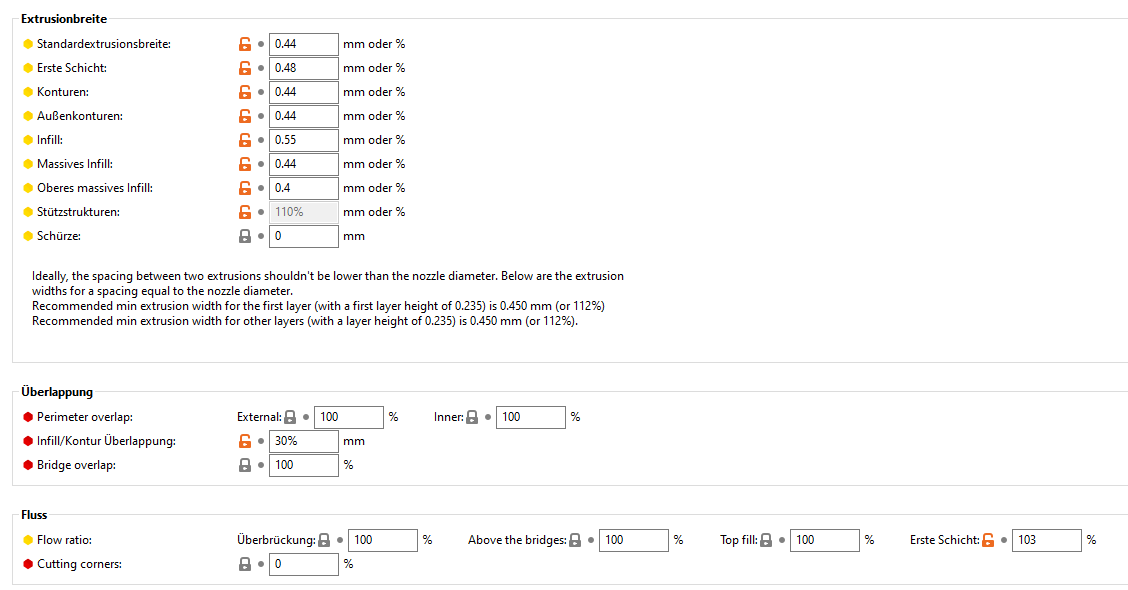 Extrusionbreite
Standardextrusionsbreite: 0.44 mm oder %
Erste Schicht: 0.48 mm oder %
Konturen: 0.44 mm oder %
Außenkonturen: 0.44 mm oder %
Infill: 0.55 mm oder %
Massives Infill: 0.44 mm oder %
Oberes massives Infill: 0.4 mm oder %
Stützstrukturen: 110% mm oder %
Schürze: 0 mm
Ideally, the spacing between two extrusions shouldn't be lower than the nozzle diameter. Below are the extrusion
widths for a spacing equal to the nozzle diameter.
Recommended min extrusion width for the first layer (with a first layer height of 0.235) is 0.450 mm (or 112%)
Recommended min extrusion width for other layers (with a layer height of 0.235) is 0.450 mm (or 112%).
Überlappung
Perimeter overlap: External: 100 % Inner: 100 %
Infill/Kontur Überlappung: 30% mm
Bridge overlap: 100 %
Fluss
Flow ratio: Überbrückung: 100 % Above the bridges: 100 % Top fill: 100 % Erste Schicht: 103 %
Cutting corners: 0 %